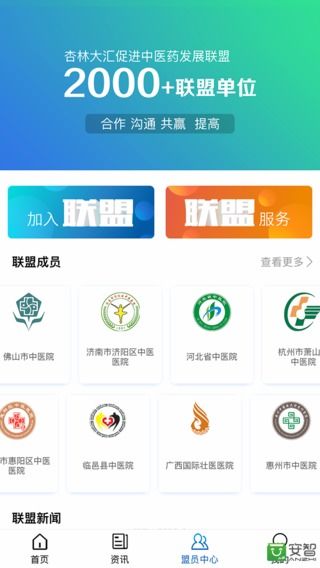 杏林大汇促进中医药发展联盟
2000+联盟单位
合作 沟通 共赢 提高
加入 联盟
联盟 服务
联盟成员
查看更多
佛山市中医院
济南市济阳区中医
医院
河北省中医院
杭州市萧山
市惠阳区中医
医院
临邑县中医院
广西国际壮医医院
惠州市中医院
联盟新闻
首页
资讯
盟员中心
我的
安智